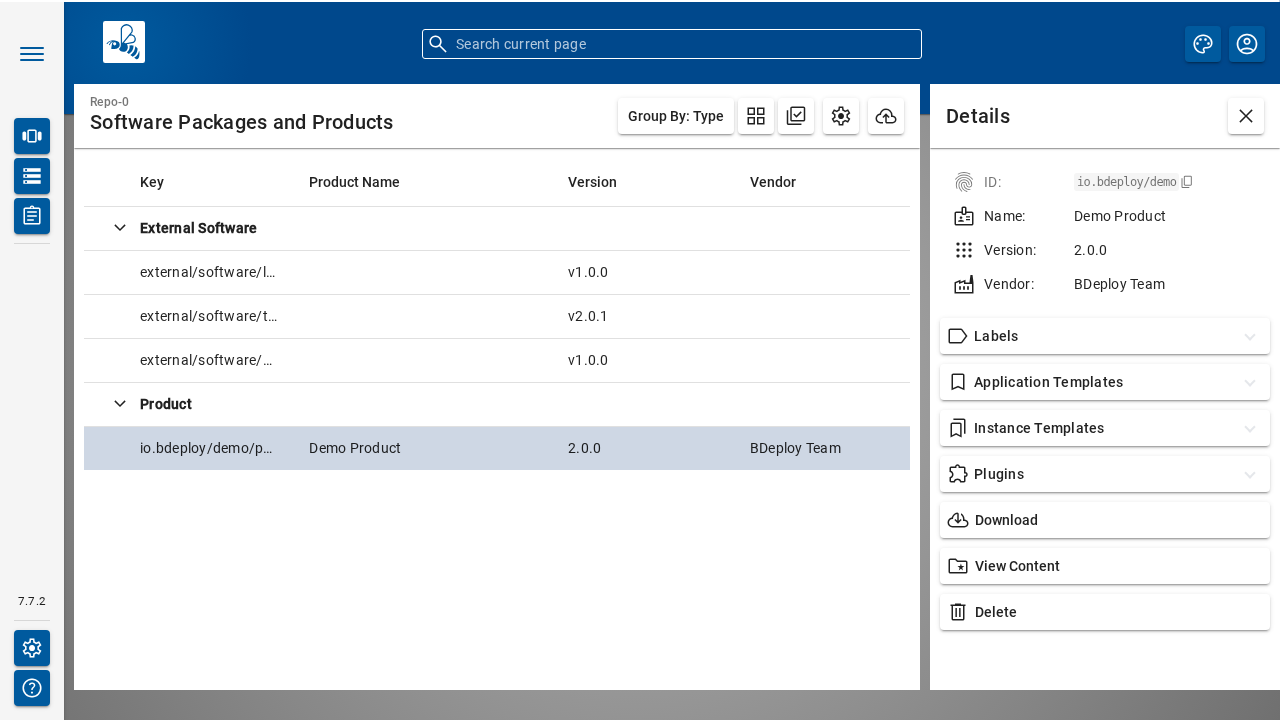 Search current page
Repo-0
Software Packages and Products
Group By: Type
Key Product Name Version Vendor
External Software
external/software/l… v1.0.0
external/software/t… v2.0.1
external/software/… v1.0.0
Product
io.bdeploy/demo/p… Demo Product 2.0.0 BDeploy Team
Details
ID: io.bdeploy/demo
Name: Demo Product
Version: 2.0.0
Vendor: BDeploy Team
Labels
Application Templates
Instance Templates
Plugins
Download
View Content
Delete
7.7.2